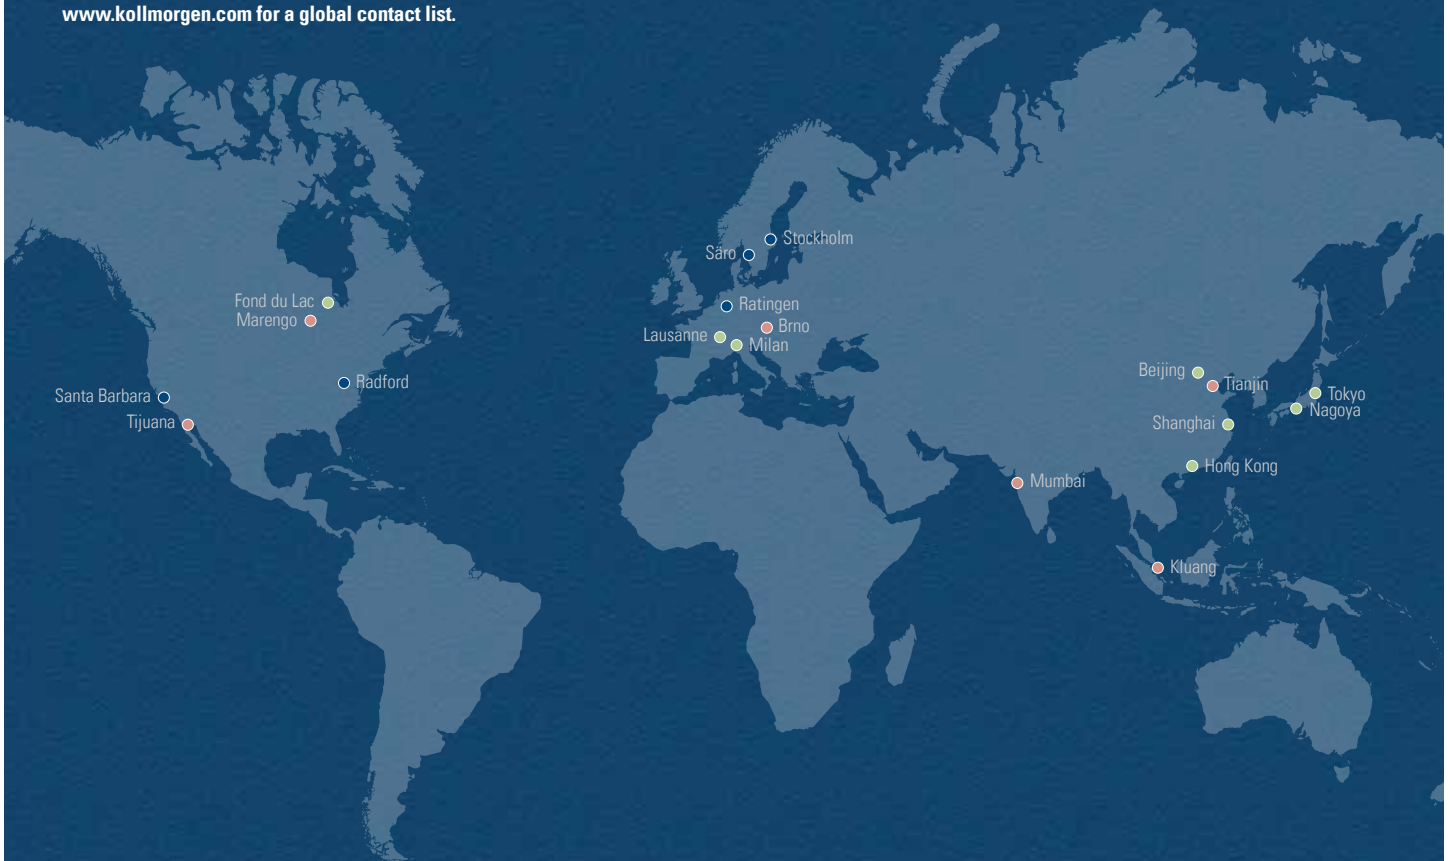 www.kollmorgen.com for a global contact list.
Stockholm
Säro
Fond du Lac
Marengo
Ratingen
Brno
Lausanne
Milan
Beijing
Tianjin
Radford
Santa Barbara
Tokyo
Nagoya
Tijuana
Shanghai
Hong Kong
Mumbai
Kluang